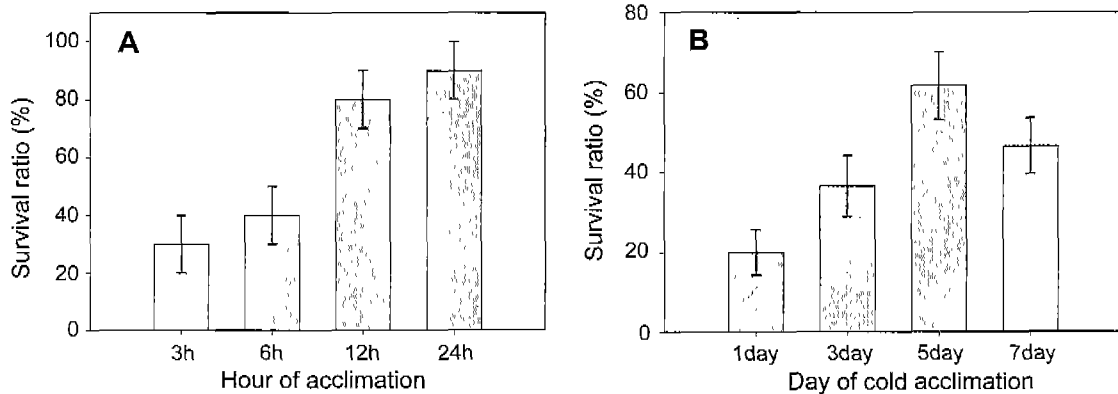 A
Survival ratio (%)
100
80
60
40
20
0
3h 6h 12h 24h
Hour of acclimation
B
Survival ratio (%)
80
60
40
20
0
1day 3day 5day 7day
Day of cold acclimation